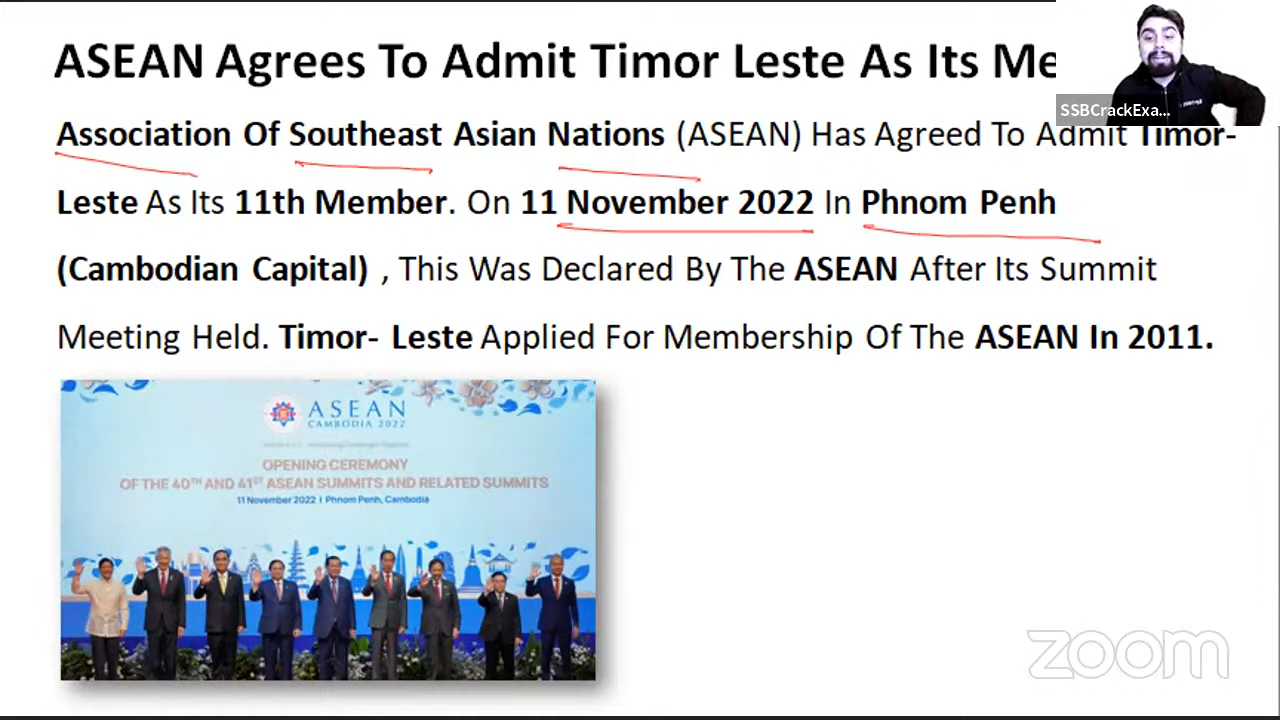 ASEAN Agrees To Admit Timor Leste As Its Me
SSBCrackExa...
Association Of Southeast Asian Nations (ASEAN) Has Agreed To Admit Timor-
Leste As Its 11th Member. On 11 November 2022 In Phnom Penh
(Cambodian Capital) , This Was Declared By The ASEAN After Its Summit
Meeting Held. Timor- Leste Applied For Membership Of The ASEAN In 2011.
ASEAN
CAMBODIA 2022
OPENING CEREMONY
OF THE 40TH AND 41ST ASEAN SUMMITS AND RELATED SUMMITS
11 November 2022 | Phnom Penh, Cambodia
zoom